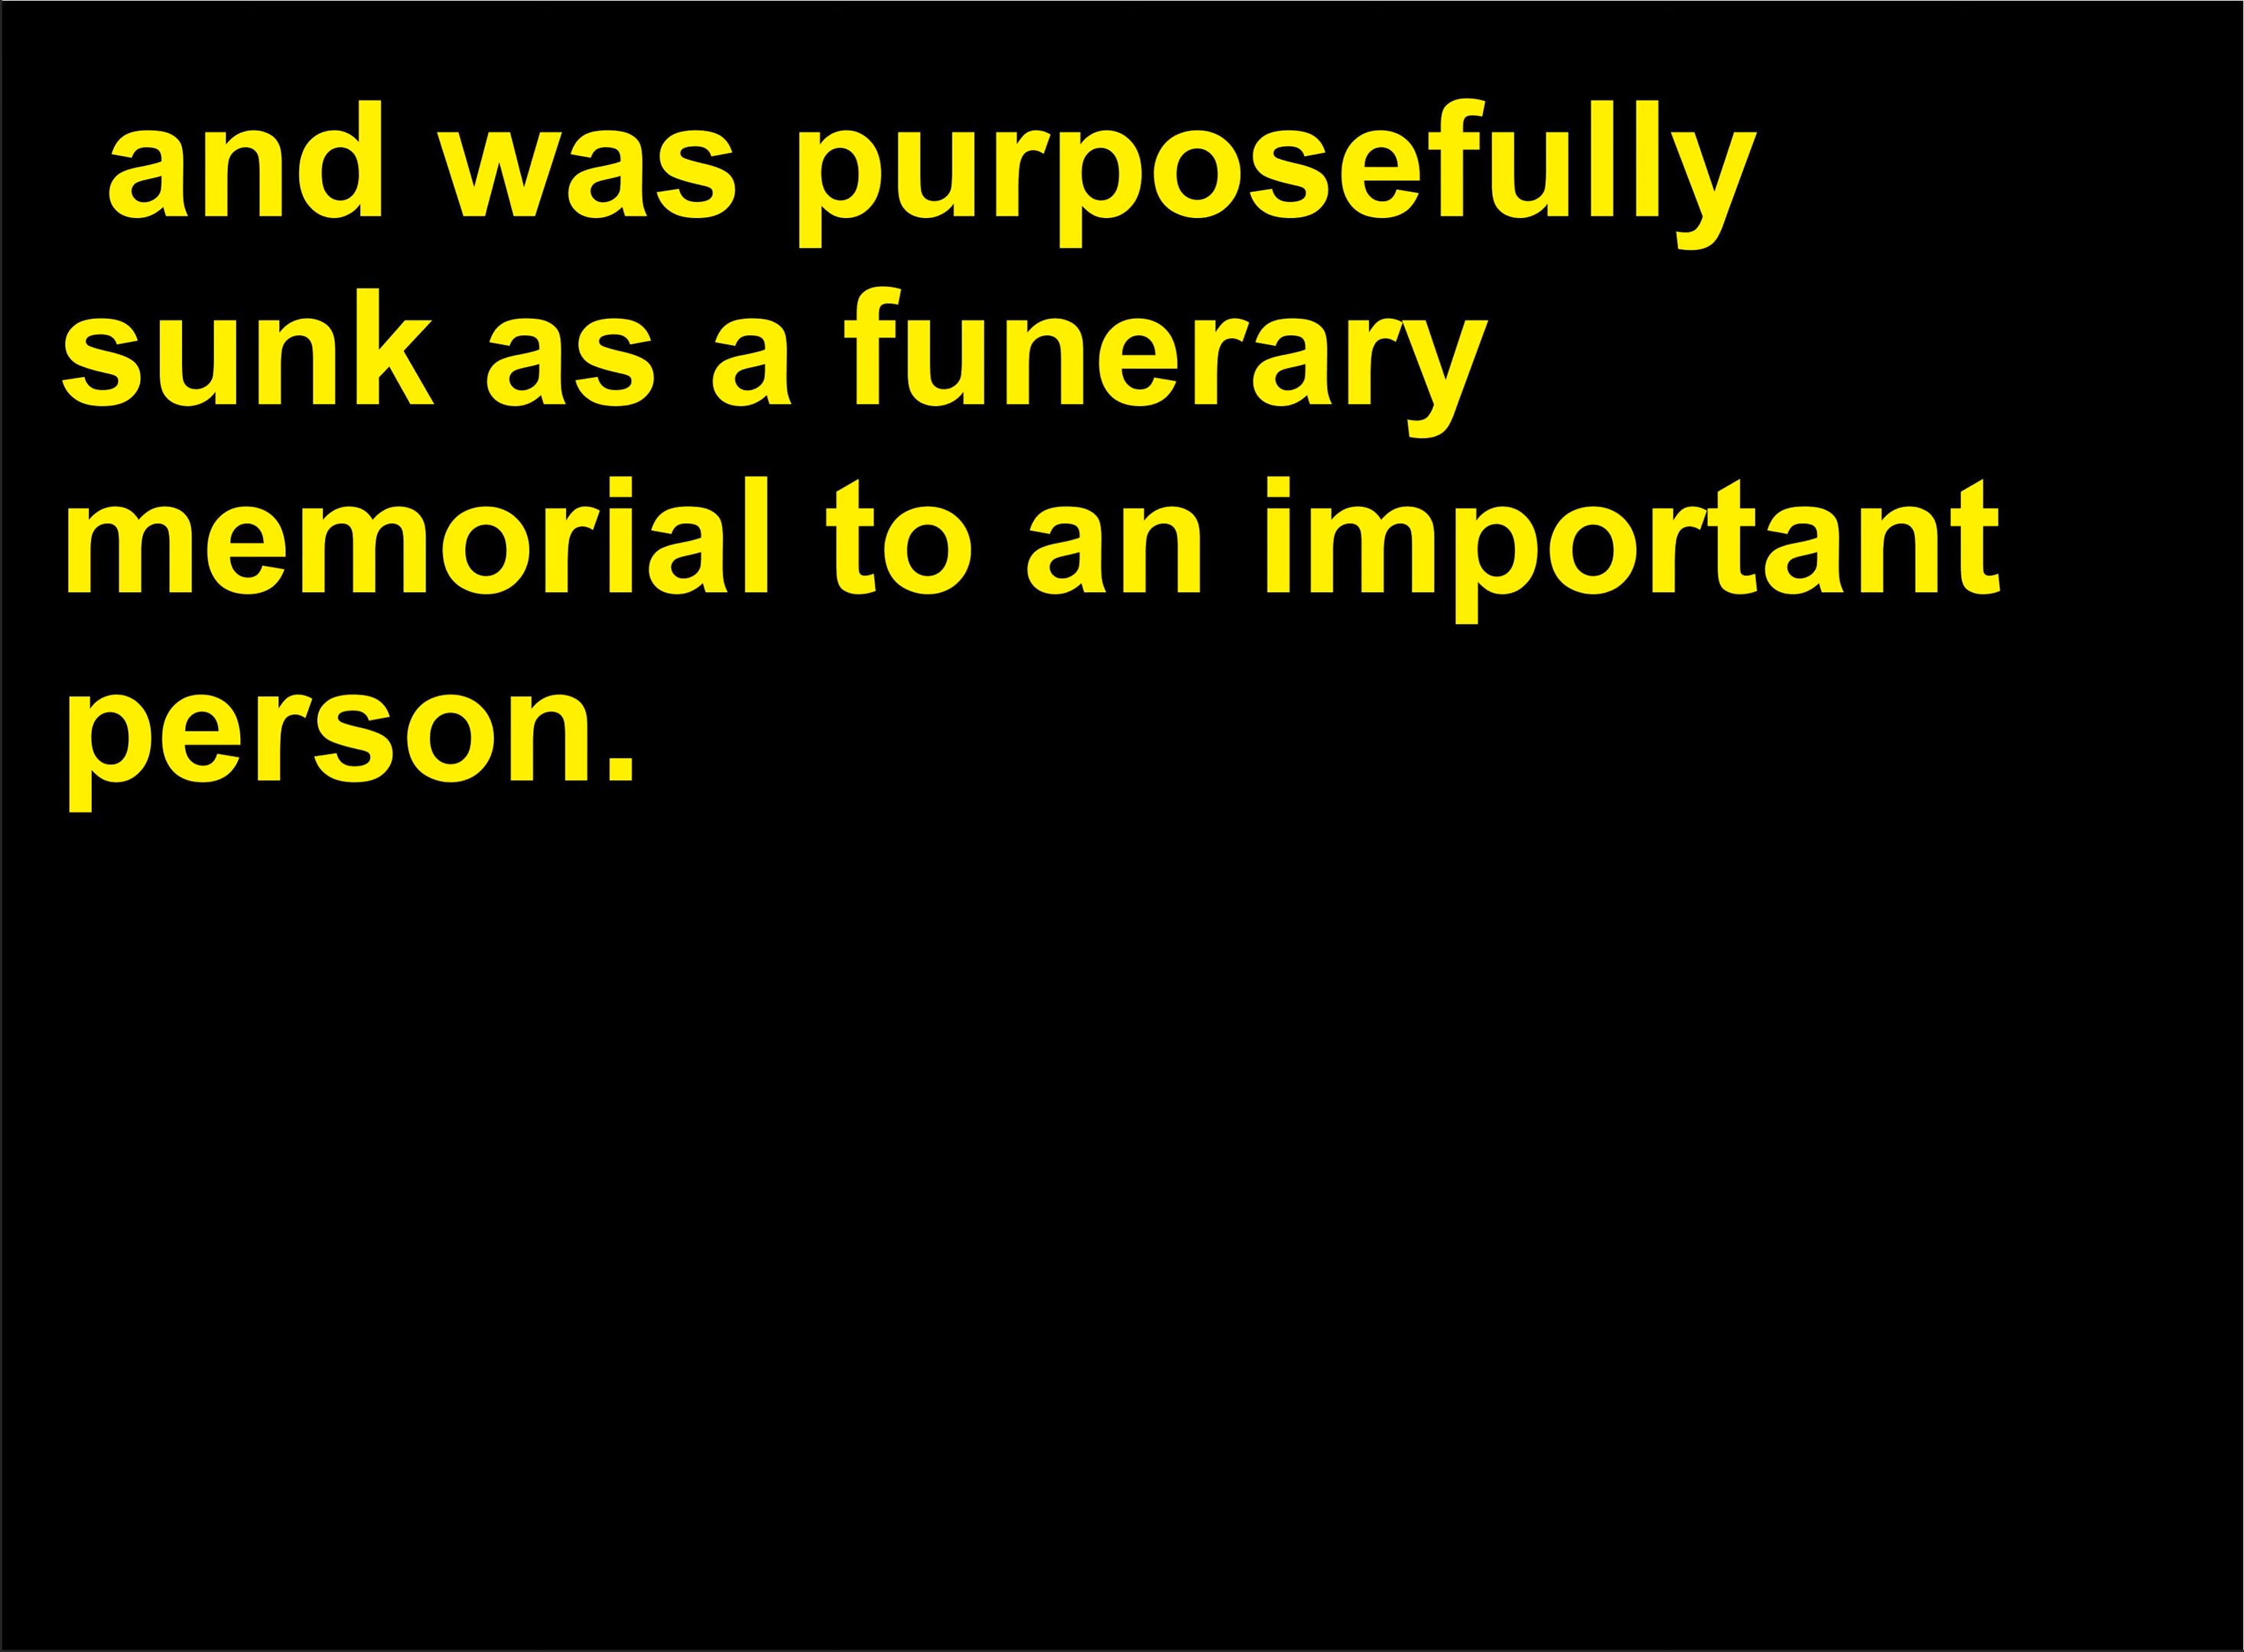 and was purposefully
sunk as a funerary
memorial to an important
person.